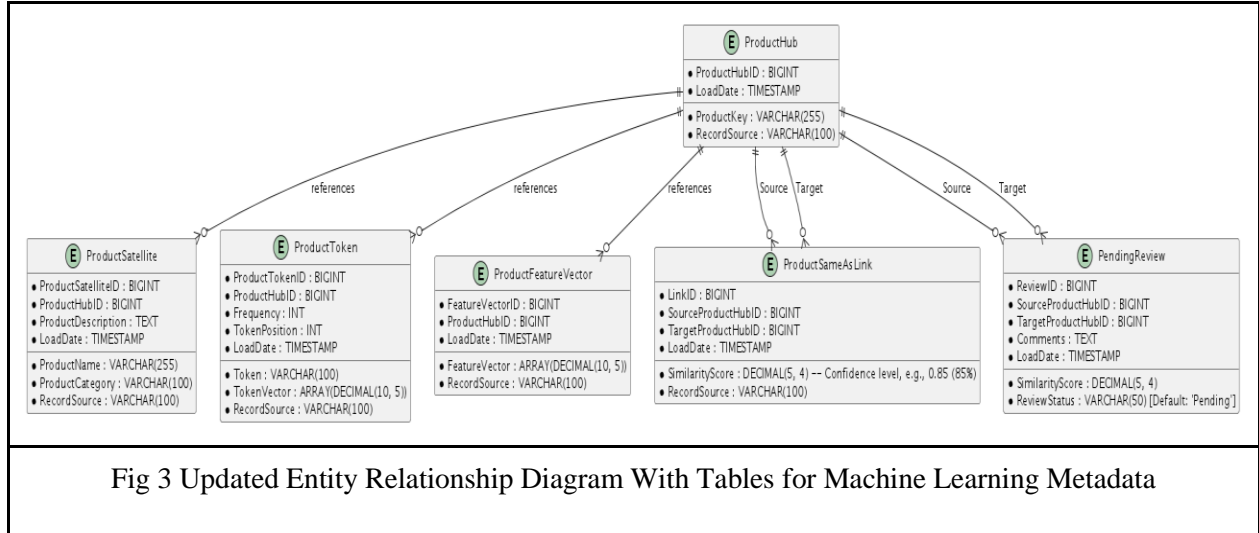 E ProductHub
ProductHubID : BIGINT
LoadDate : TIMESTAMP
ProductKey : VARCHAR(255)
RecordSource : VARCHAR(100)
references
references
references
Source
Target
Source
Target
E ProductSatellite
ProductSatelliteID : BIGINT
ProductHubID : BIGINT
ProductDescription : TEXT
LoadDate : TIMESTAMP
ProductName : VARCHAR(255)
ProductCategory : VARCHAR(100)
RecordSource : VARCHAR(100)
E ProductToken
ProductTokenID : BIGINT
ProductHubID : BIGINT
Frequency : INT
TokenPosition : INT
LoadDate : TIMESTAMP
Token : VARCHAR(100)
TokenVector : ARRAY(DECIMAL(10, 5))
RecordSource : VARCHAR(100)
E ProductFeatureVector
FeatureVectorID : BIGINT
ProductHubID : BIGINT
LoadDate : TIMESTAMP
FeatureVector : ARRAY(DECIMAL(10, 5))
RecordSource : VARCHAR(100)
E ProductSameAsLink
LinkID : BIGINT
SourceProductHubID : BIGINT
TargetProductHubID : BIGINT
LoadDate : TIMESTAMP
SimilarityScore : DECIMAL(5, 4) -- Confidence level, e.g., 0.85 (85%)
RecordSource : VARCHAR(100)
E PendingReview
ReviewID : BIGINT
SourceProductHubID : BIGINT
TargetProductHubID : BIGINT
Comments : TEXT
LoadDate : TIMESTAMP
SimilarityScore : DECIMAL(5, 4)
ReviewStatus : VARCHAR(50) [Default: 'Pending']
Fig 3 Updated Entity Relationship Diagram With Tables for Machine Learning Metadata